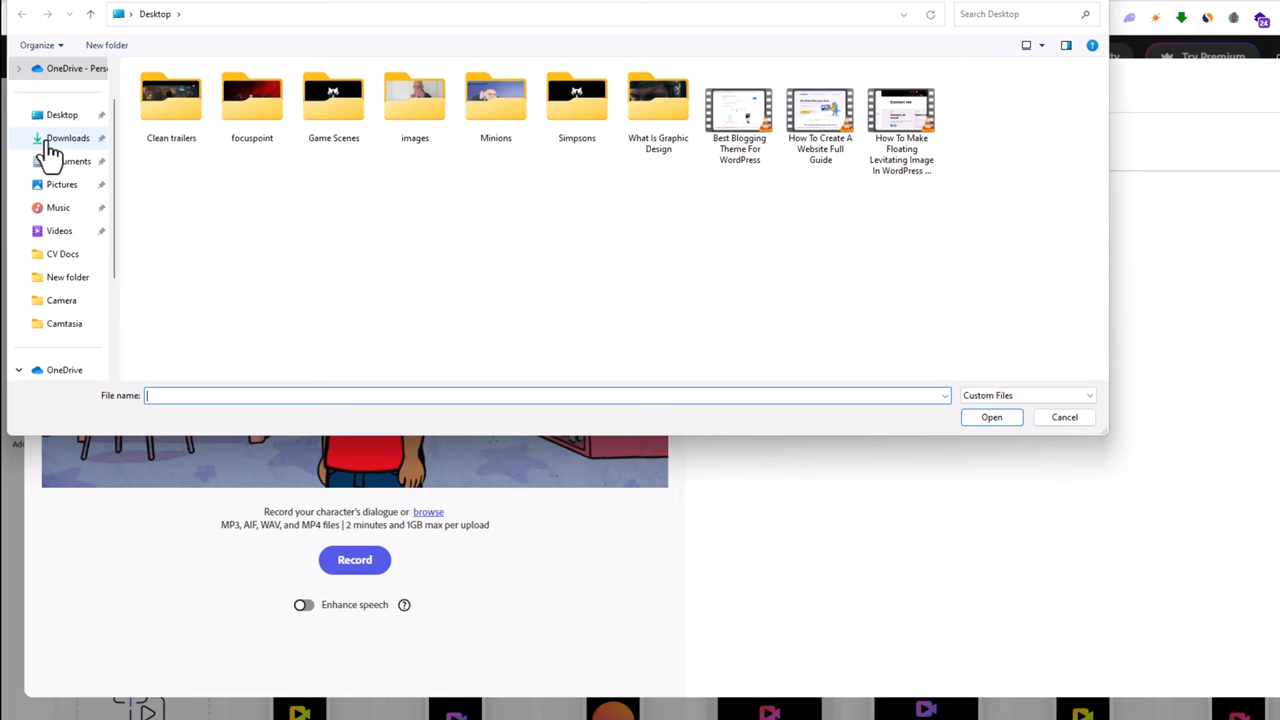 Desktop
Search Desktop
24
Organize
New folder
Try Premium
OneDrive - Pers
Desktop
Downloads
uments
Pictures
Music
Videos
CV Docs
New folder
Camera
Camtasia
OneDrive
Clean trailers
focuspoint
Game Scenes
images
Minions
Simpsons
What Is Graphic
Design
Best Blogging
Theme For
WordPress
How To Create A
Website Full
Guide
How To Make
Floating
Levitating Image
In WordPress ...
File name:
Custom Files
Open
Cancel
Record your character's dialogue or browse
MP3, AIF, WAV, and MP4 files | 2 minutes and 1GB max per upload
Record
Enhance speech